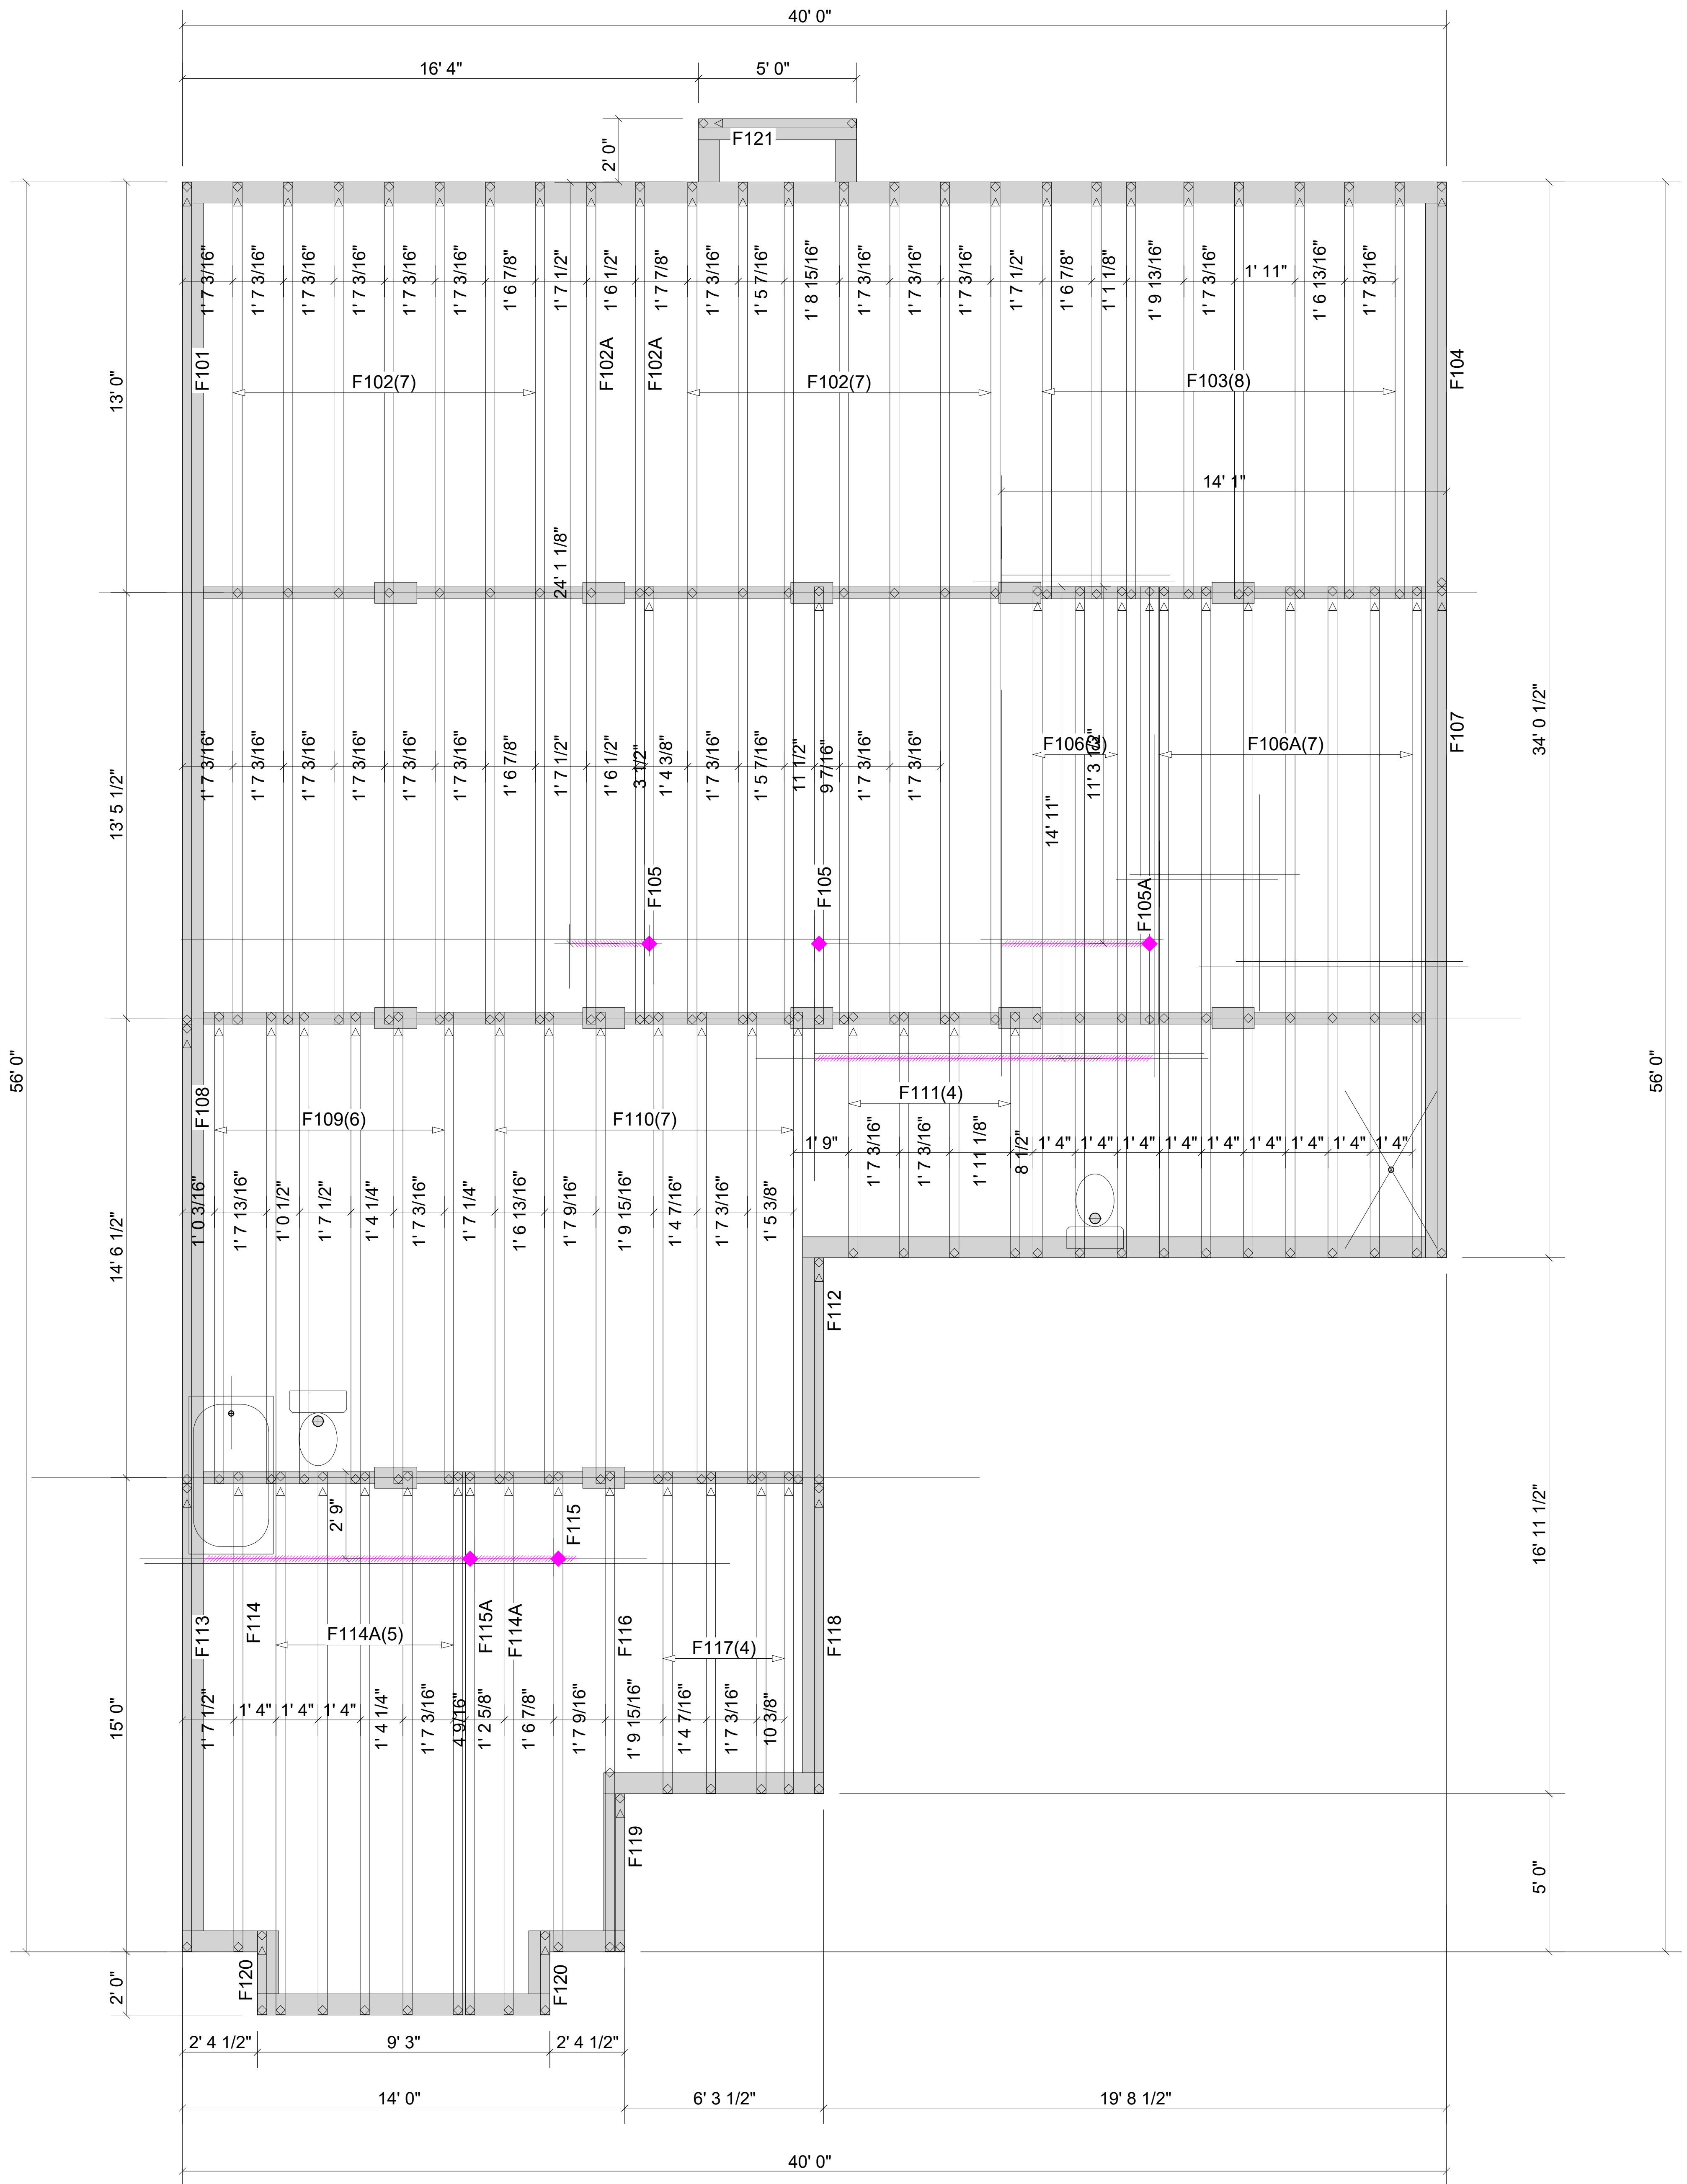 40' 0"
16' 4"
5' 0"
2' 0"
F121
1' 7 3/16"
1' 7 3/16"
1' 7 3/16"
1' 7 3/16"
1' 7 3/16"
1' 7 3/16"
1' 6 7/8"
1' 7 1/2"
1' 6 1/2"
1' 7 7/8"
1' 7 3/16"
1' 5 7/16"
1' 8 15/16"
1' 7 3/16"
1' 7 3/16"
1' 7 3/16"
1' 7 1/2"
1' 6 7/8"
1' 1 1/8"
1' 9 13/16"
1' 7 3/16"
1' 11"
1' 6 13/16"
1' 7 3/16"
13' 0"
F101
F102(7)
F102A
F102A
F102(7)
F103(8)
F104
14' 1"
24' 1 1/8"
13' 5 1/2"
1' 7 3/16"
1' 7 3/16"
1' 7 3/16"
1' 7 3/16"
1' 7 3/16"
1' 7 3/16"
1' 6 7/8"
1' 7 1/2"
1' 6 1/2"
3 1/2"
1' 4 3/8"
1' 7 3/16"
1' 5 7/16"
11 1/2"
9 7/16"
1' 7 3/16"
1' 7 3/16"
14' 11"
F106A(7)
F107
34' 0 1/2"
F105
F105
F105A
56' 0"
56' 0"
F108
F109(6)
F110(7)
F111(4)
1' 9"
1' 7 3/16"
1' 7 3/16"
1' 11 1/8"
8 1/2"
1' 4"
1' 4"
1' 4"
1' 4"
1' 4"
1' 4"
1' 4"
1' 4"
1' 4"
14' 6 1/2"
1' 0 3/16"
1' 7 13/16"
1' 0 1/2"
1' 7 1/2"
1' 4 1/4"
1' 7 3/16"
1' 7 1/4"
1' 6 13/16"
1' 7 9/16"
1' 9 15/16"
1' 4 7/16"
1' 7 3/16"
1' 5 3/8"
F112
2' 9"
F115
16' 11 1/2"
15' 0"
F113
F114
F114A(5)
F115A
F114A
F116
F117(4)
F118
1' 7 1/2"
1' 4"
1' 4"
1' 4"
1' 4 1/4"
1' 7 3/16"
4 9/16"
1' 2 5/8"
1' 6 7/8"
1' 7 9/16"
1' 9 15/16"
1' 4 7/16"
1' 7 3/16"
10 3/8"
F119
5' 0"
2' 0"
F120
F120
2' 4 1/2"
9' 3"
2' 4 1/2"
14' 0"
6' 3 1/2"
19' 8 1/2"
40' 0"